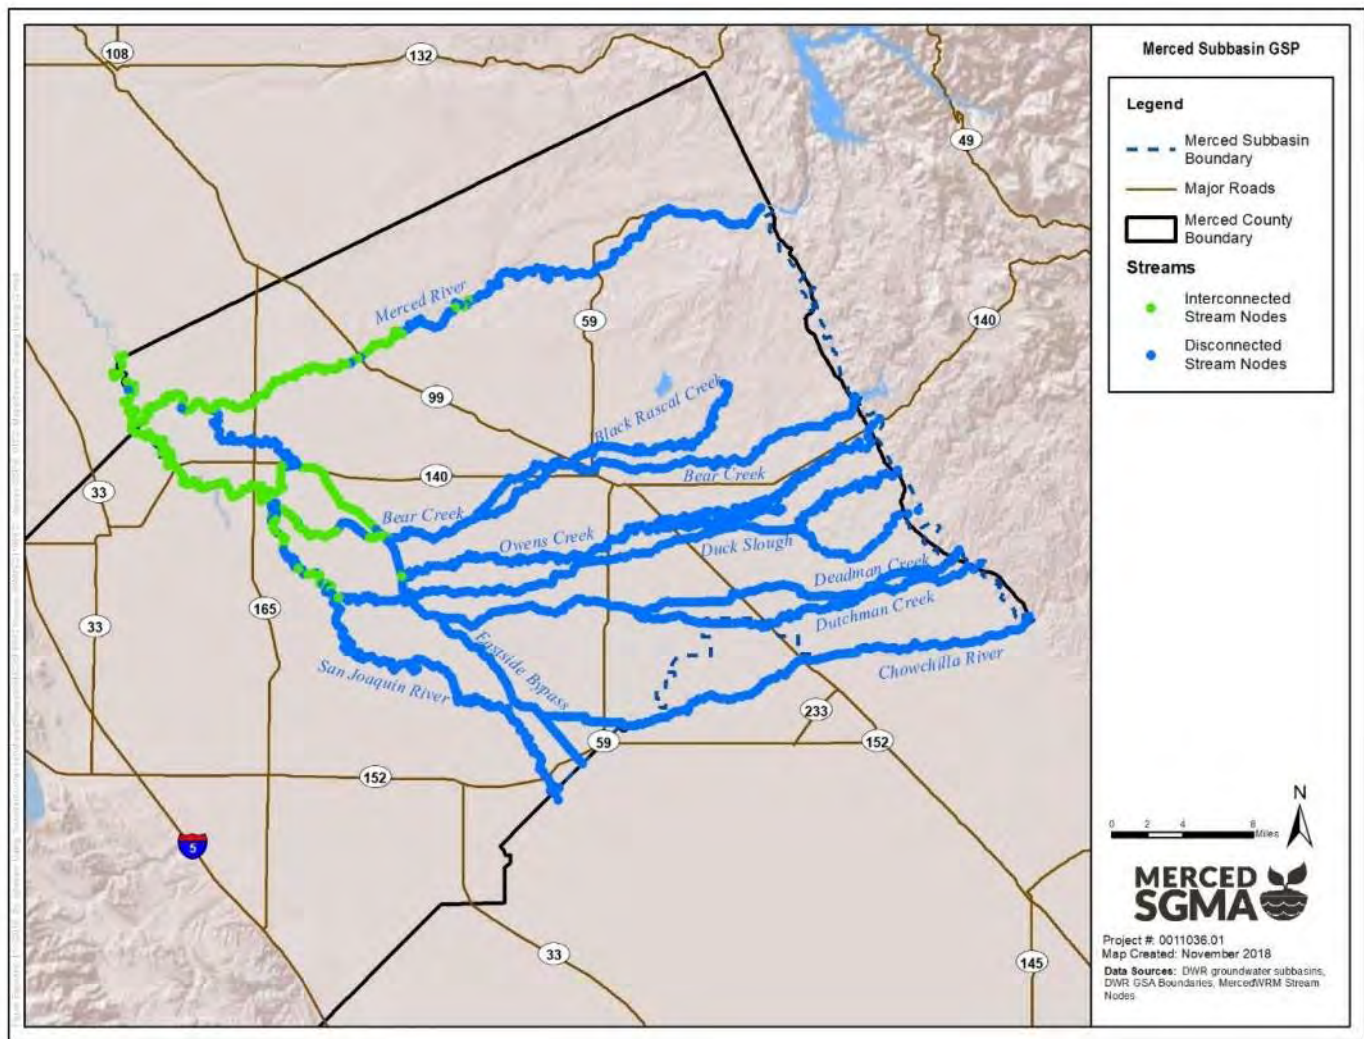 Merced Subbasin GSP
Legend
Merced Subbasin
Boundary
Major Roads
Merced County
Boundary
Streams
Interconnected
Stream Nodes
Disconnected
Stream Nodes
108
132
49
Merced River
59
140
99
Black Rascal Creek
33
140
Bear Creek
Bear Creek
Owens Creek
Duck Slough
Deadman Creek
165
Dutchman Creek
33
Eastside Bypass
San Joaquin River
Chowchilla River
233
59
152
152
5
33
145
N
0 2 4 8
Miles
MERCED
SGMA
Project #: 0011036.01
Map Created: November 2018
Data Sources: DWR groundwater subbasins,
DWR GSA Boundaries, MercedWRM Stream
Nodes